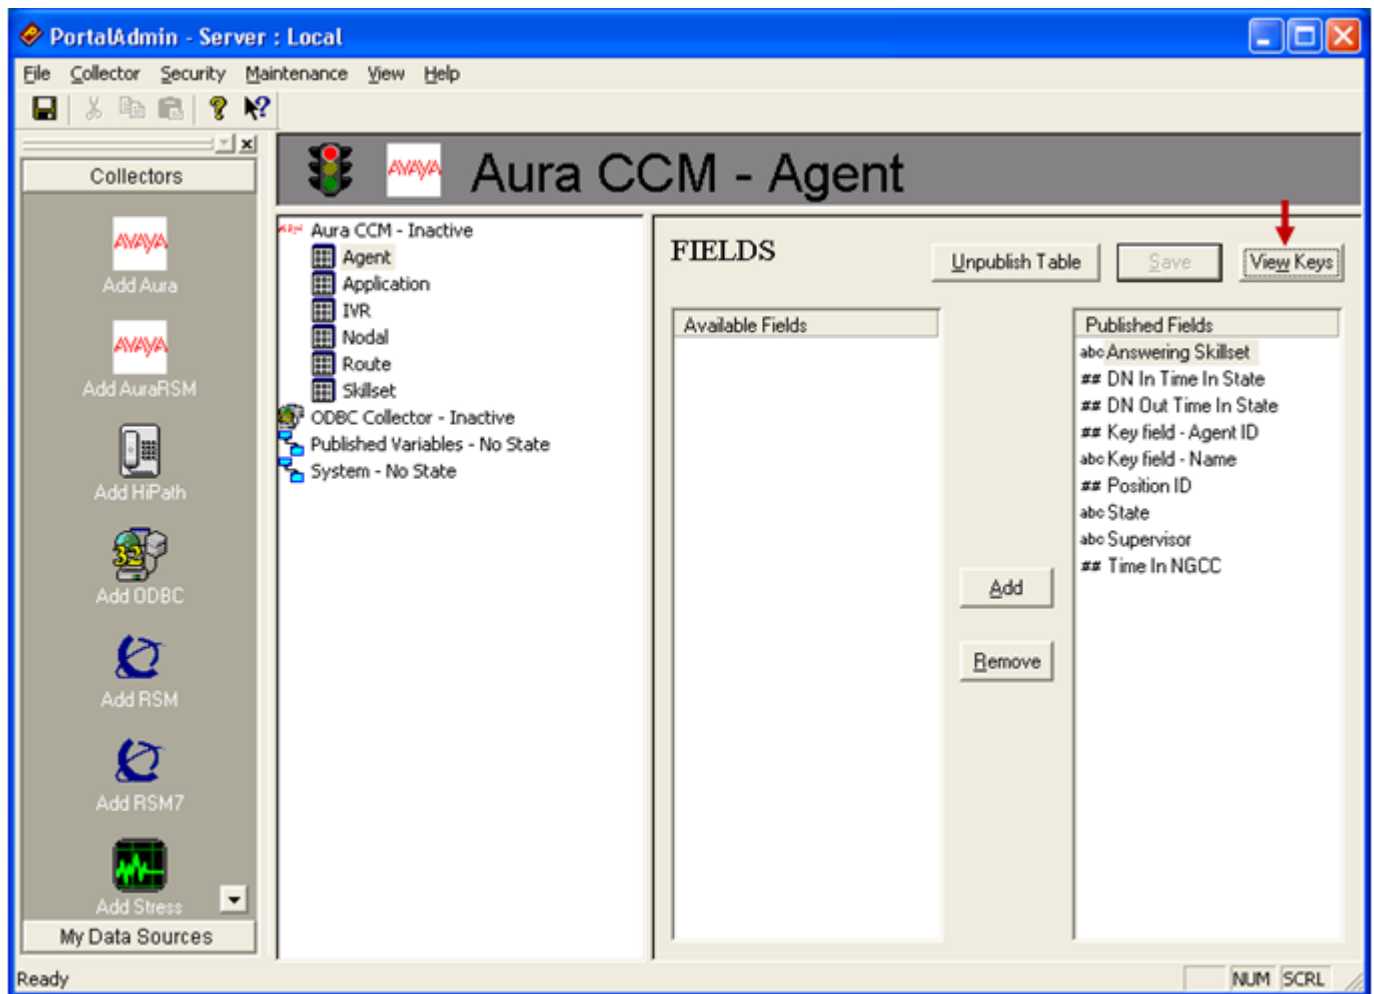 PortalAdmin - Server : Local
File Collector Security Maintenance View Help
Collectors
AVAYA Aura CCM - Agent
AVAYA
Add Aura
AVAYA
Add AuraRSM
Add HiPath
32
Add ODBC
Add RSM
Add RSM7
Add Stress
My Data Sources
Aura CCM - Inactive
Agent
Application
IVR
Nodal
Route
Skillset
ODBC Collector - Inactive
Published Variables - No State
System - No State
FIELDS
Unpublish Table Save View Keys
Available Fields
Add
Remove
Published Fields
abc Answering Skillset
## DN In Time In State
## DN Out Time In State
## Key field - Agent ID
abc Key field - Name
## Position ID
abc State
abc Supervisor
## Time In NGCC
Ready NUM SCRL